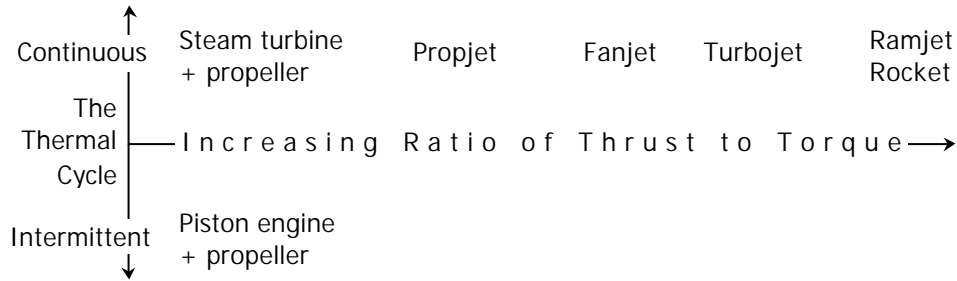 Continuous
Steam turbine
+ propeller
Propjet
Fanjet
Turbojet
Ramjet
Rocket
The
Thermal
Cycle
Increasing Ratio of Thrust to Torque
Intermittent
Piston engine
+ propeller